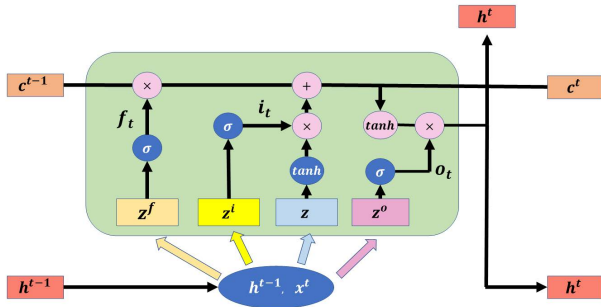 h^t
c^{t-1}
× + c^t
f_t i_t × tanh ×
σ σ tanh σ o_t
z^f z^i z z^o
h^{t-1} h^{t-1}, x^t h^t